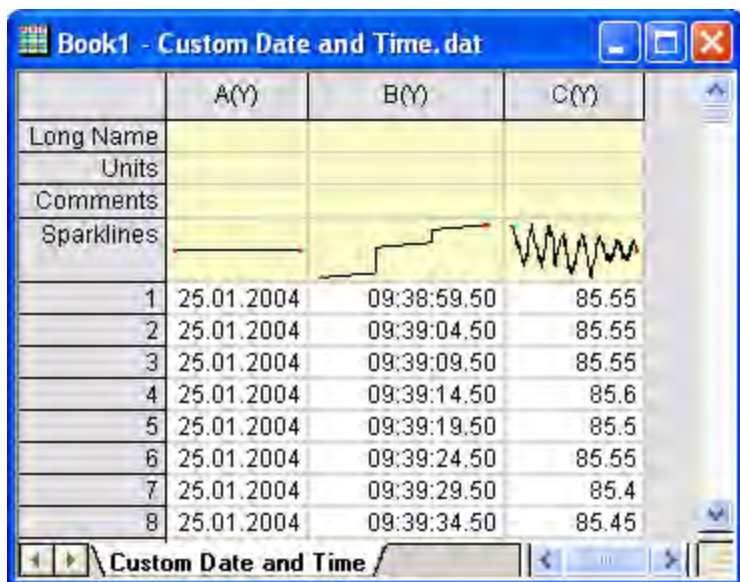 Book1 - Custom Date and Time.dat
A(Y) B(Y) C(Y)
Long Name
Units
Comments
Sparklines
1 25.01.2004 09:38:59.50 85.55
2 25.01.2004 09:39:04.50 85.55
3 25.01.2004 09:39:09.50 85.55
4 25.01.2004 09:39:14.50 85.6
5 25.01.2004 09:39:19.50 85.5
6 25.01.2004 09:39:24.50 85.55
7 25.01.2004 09:39:29.50 85.4
8 25.01.2004 09:39:34.50 85.45
Custom Date and Time